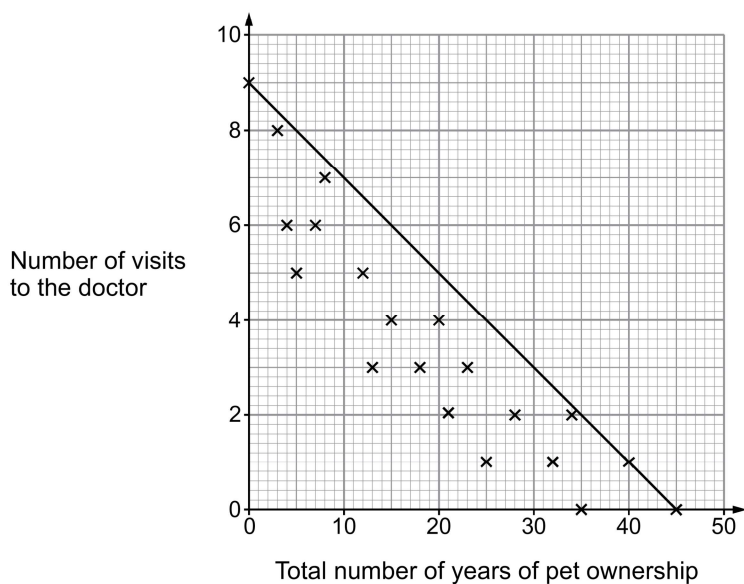 10
8
6
4
2
0
Number of visits
to the doctor
0 10 20 30 40 50
Total number of years of pet ownership